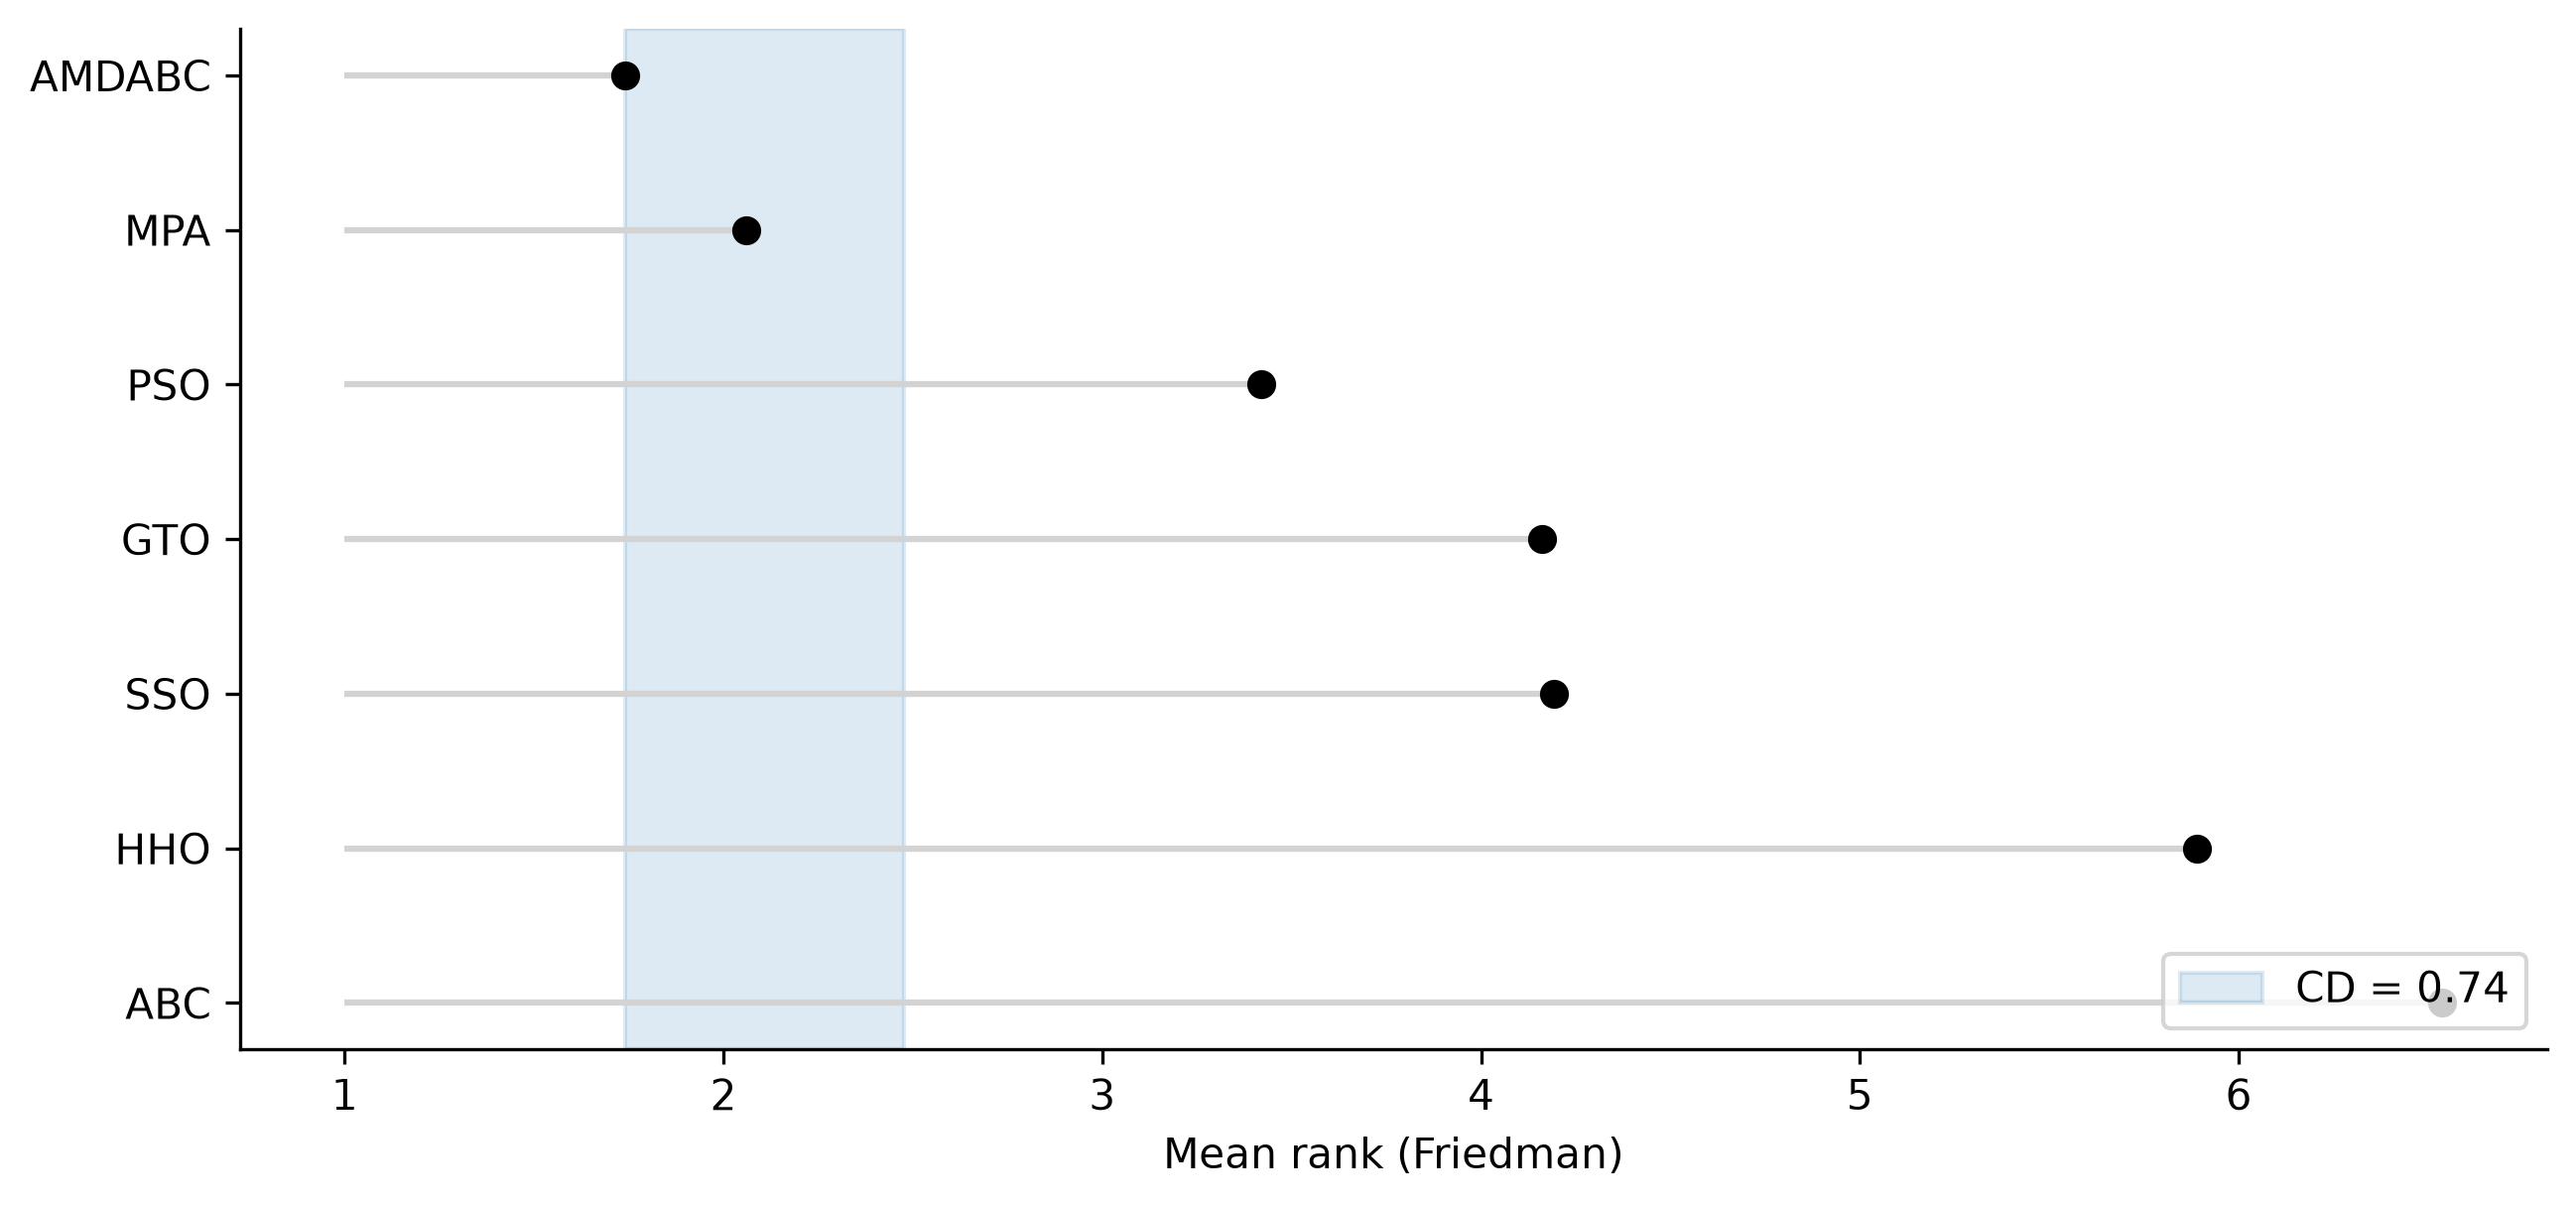 AMDABC
MPA
PSO
GTO
SSO
HHO
ABC
CD = 0.74
1 2 3 4 5 6
Mean rank (Friedman)